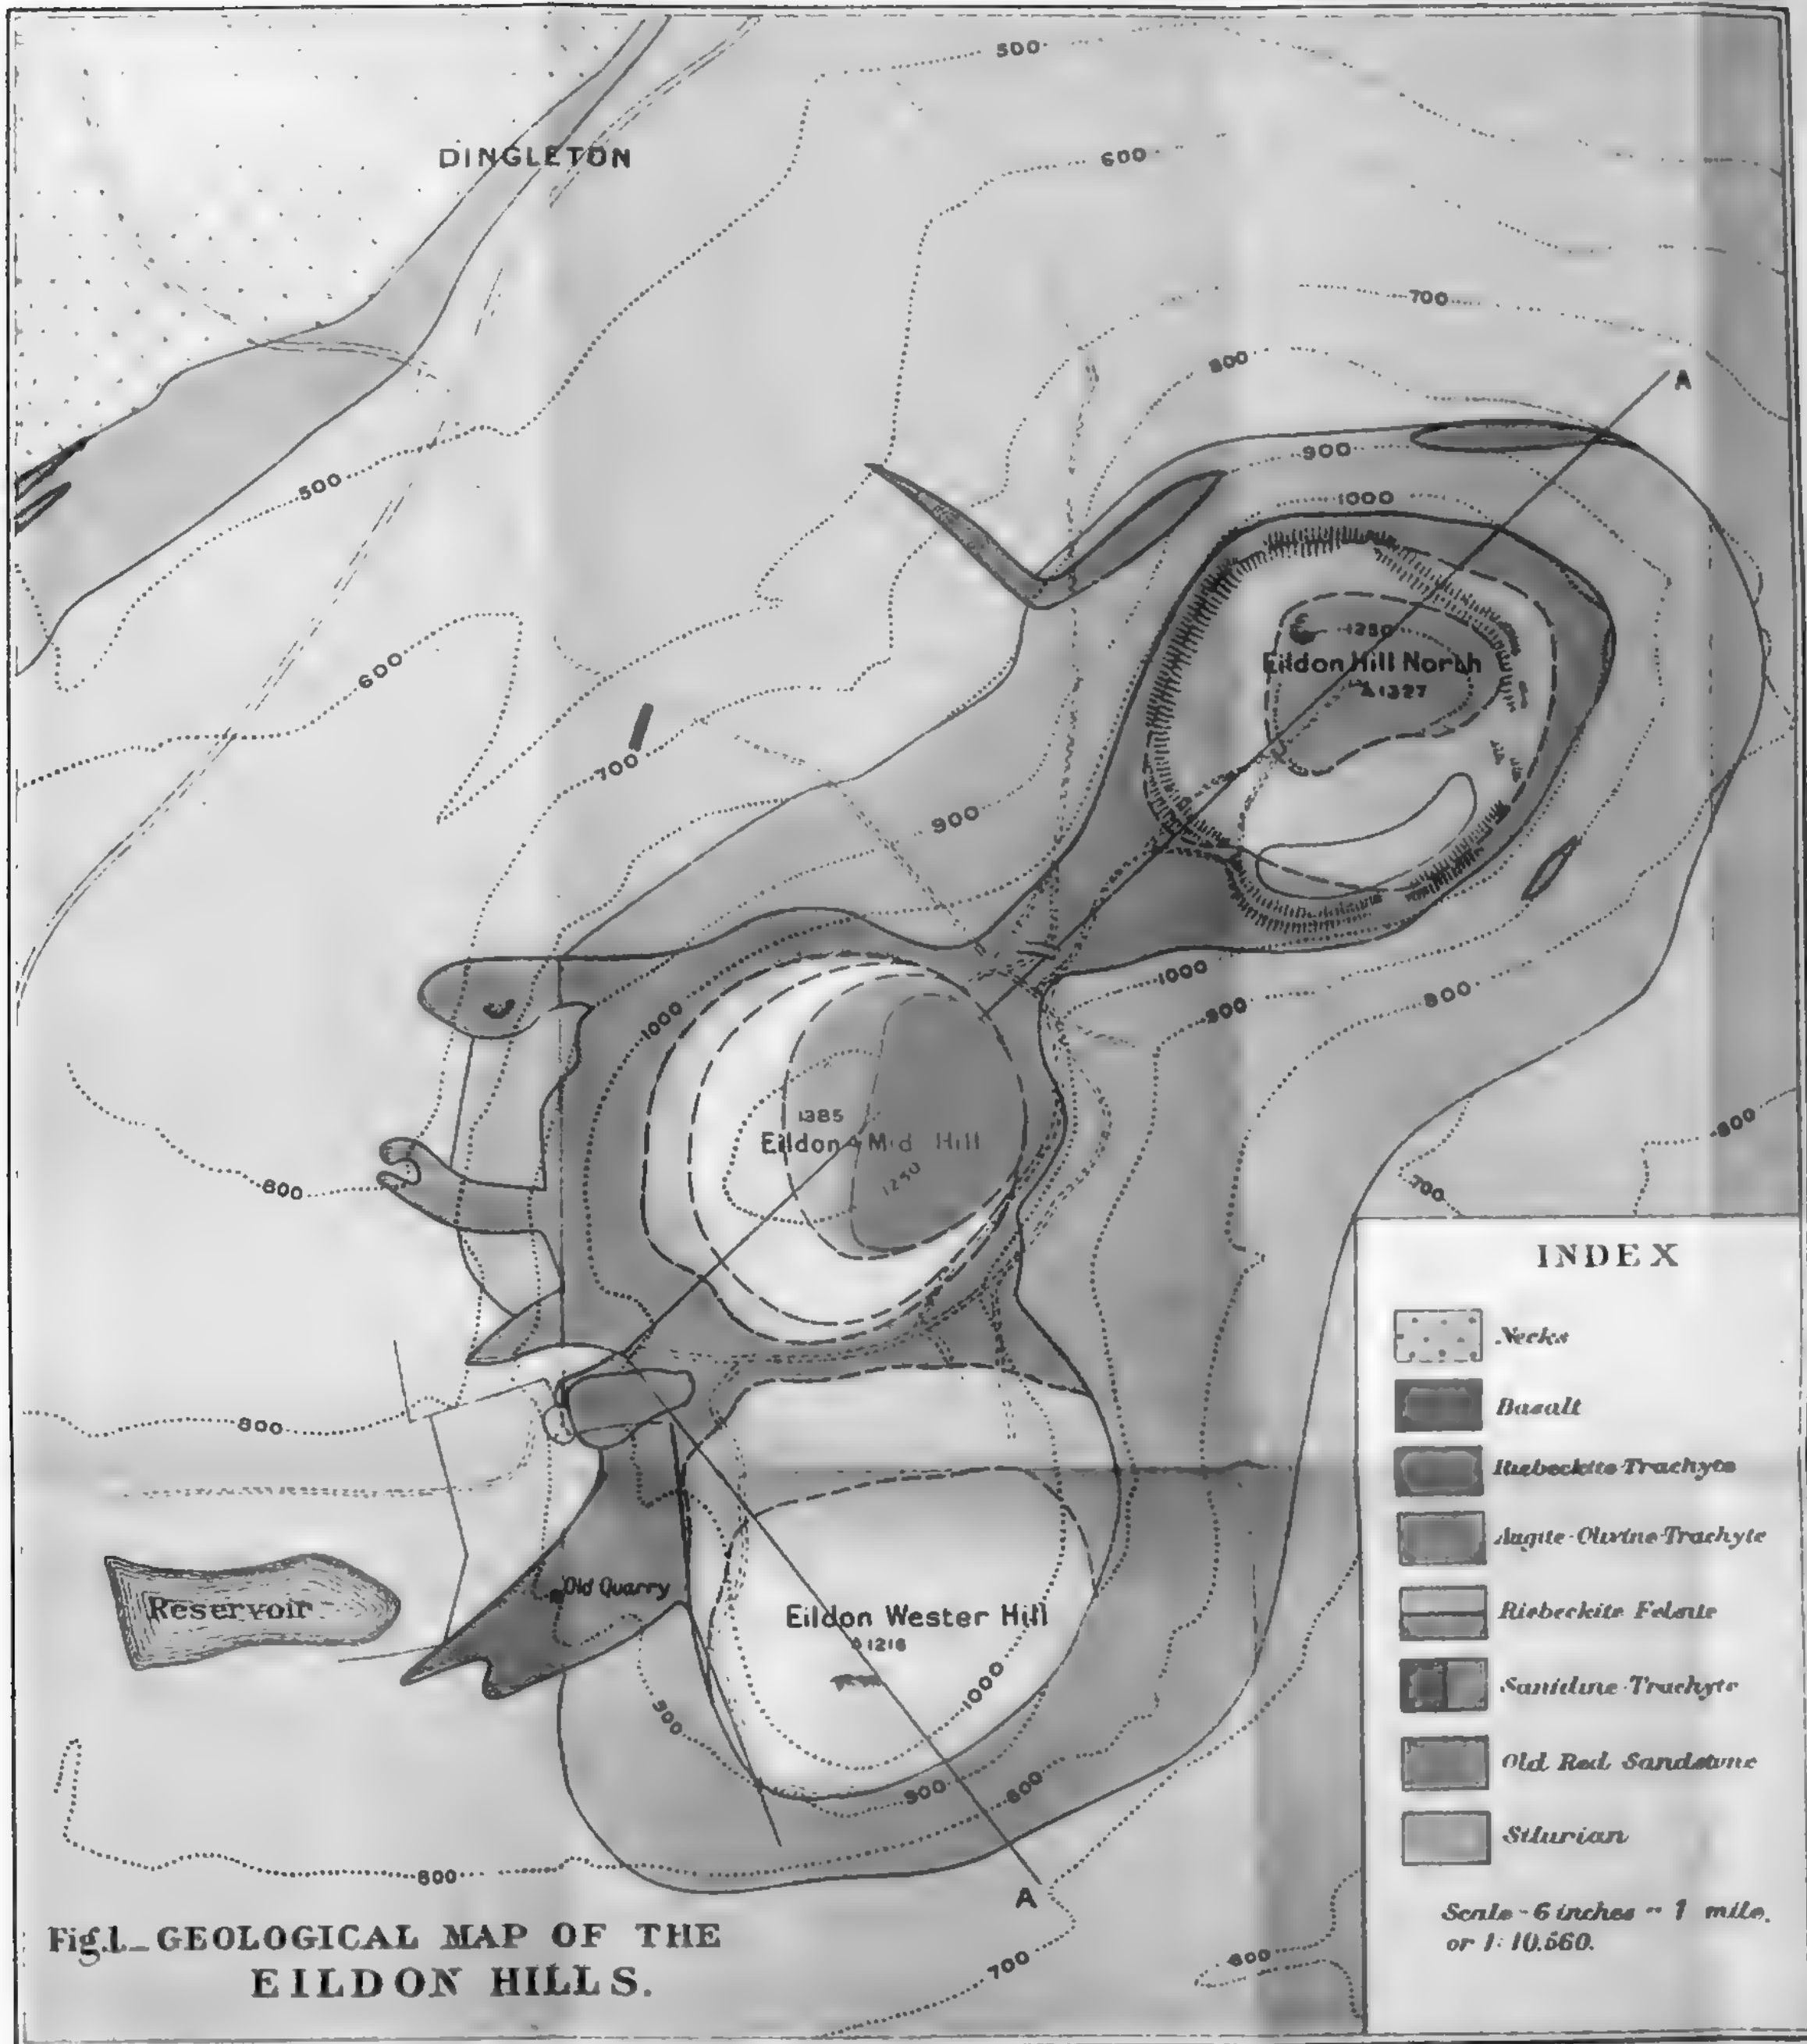 500
DINGLETON
600
700
800
A
900
1000
500
1250
Eildon Hill North
1327
600
700
900
1000
900
800
1000
1385
Eildon Mid Hill
1250
800
700
800
INDEX
Necks
Basalt
Riebeckite-Trachyte
Augite-Olivine-Trachyte
Riebeckite Felsite
Sanidine-Trachyte
Old Red Sandstone
Silurian
Scale - 6 inches = 1 mile.
or 1:10.560.
800
Old Quarry
Reservoir
Eildon Wester Hill
1216
1000
900
900
800
800
A
700
800
Fig.1_GEOLOGICAL MAP OF THE
EILDON HILLS.